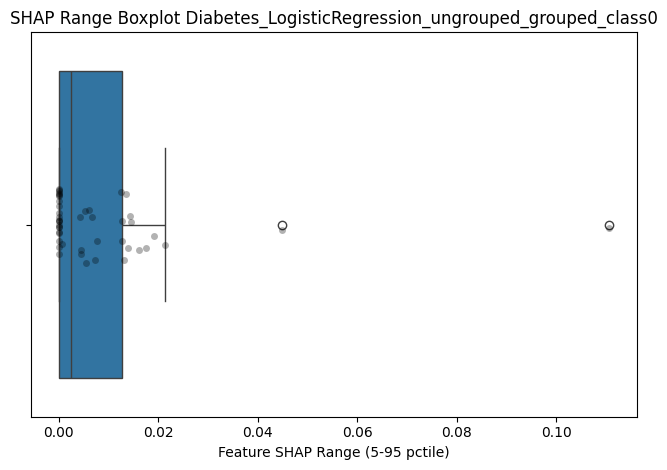 SHAP Range Boxplot Diabetes_LogisticRegression_ungrouped_grouped_class0
0.00 0.02 0.04 0.06 0.08 0.10
Feature SHAP Range (5-95 pctile)